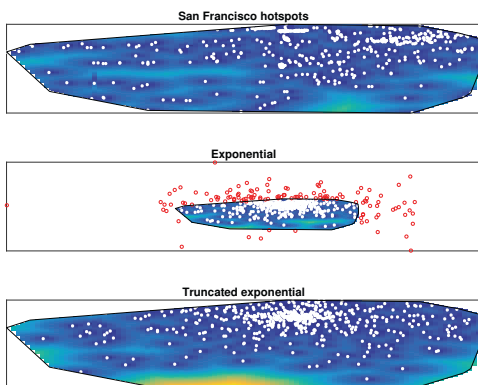 San Francisco hotspots
Exponential
Truncated exponential